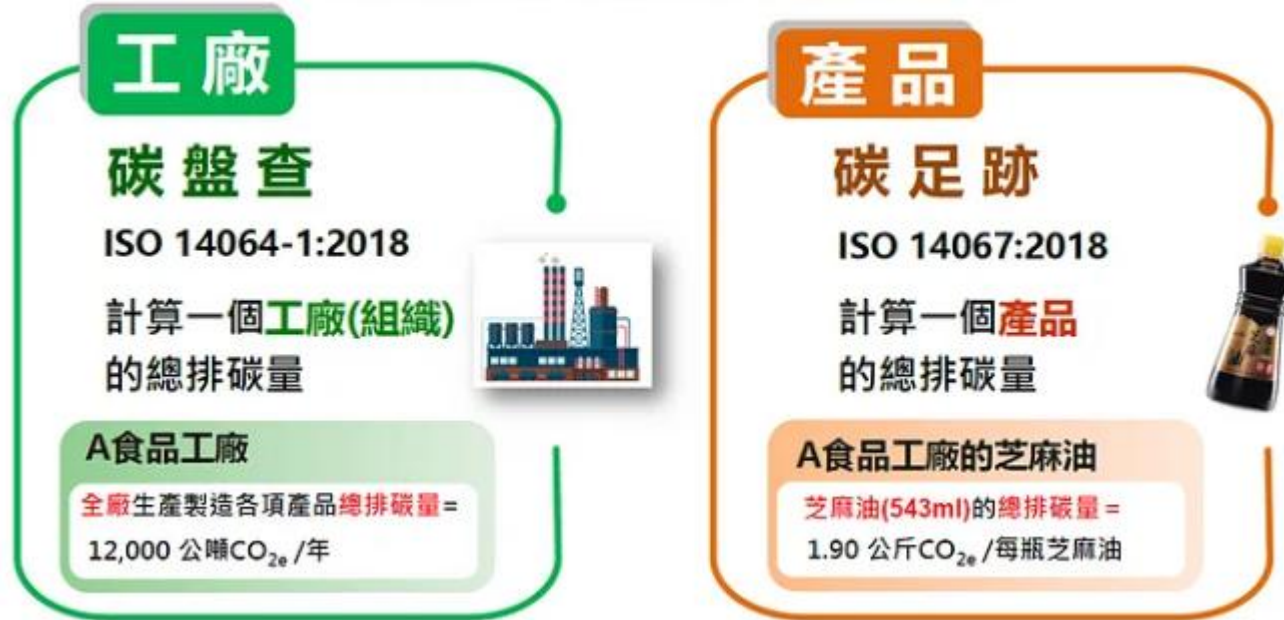 工廠
碳盤查
ISO 14064-1:2018
計算一個工廠(組織)
的總排碳量
A食品工廠
全廠生產製造各項產品總排碳量=
12,000 公噸CO2e /年
產品
碳足跡
ISO 14067:2018
計算一個產品
的總排碳量
A食品工廠的芝麻油
芝麻油(543ml)的總排碳量 =
1.90 公斤CO2e /每瓶芝麻油